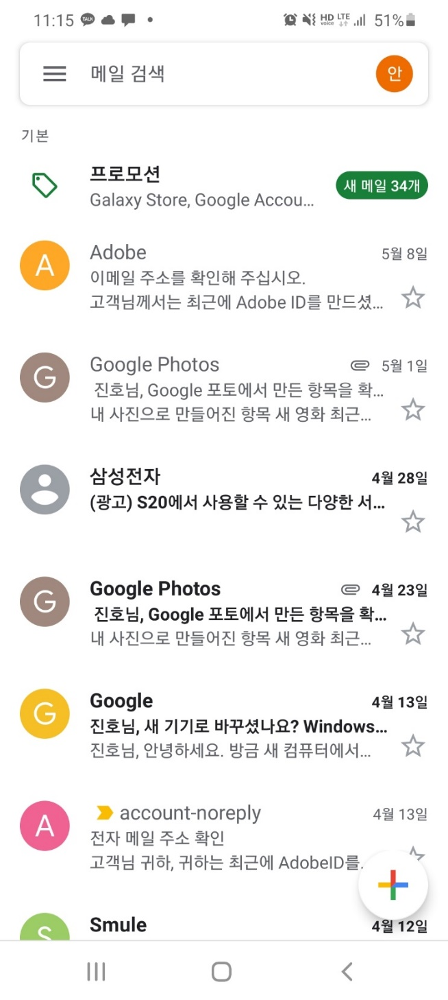 11:15 TALK HD voice LTE 51%
메일 검색 안
기본
프로모션
Galaxy Store, Google Accou... 새 메일 34개
A Adobe 5월 8일
이메일 주소를 확인해 주십시오.
고객님께서는 최근에 Adobe ID를 만드셨...
G Google Photos 5월 1일
진호님, Google 포토에서 만든 항목을 확...
내 사진으로 만들어진 항목 새 영화 최근...
삼성전자 4월 28일
(광고) S20에서 사용할 수 있는 다양한 서...
G Google Photos 4월 23일
진호님, Google 포토에서 만든 항목을 확...
내 사진으로 만들어진 항목 새 영화 최근...
G Google 4월 13일
진호님, 새 기기로 바꾸셨나요? Windows...
진호님, 안녕하세요. 방금 새 컴퓨터에서...
A account-noreply 4월 13일
전자 메일 주소 확인
고객님 귀하, 귀하는 최근에 AdobeID를..
S Smule 4월 12일